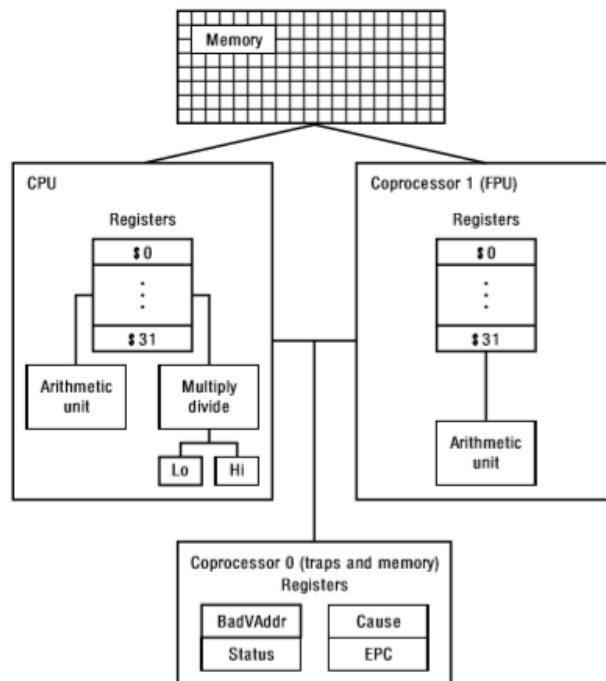 Memory
CPU
Registers
$0
$31
Arithmetic
unit
Multiply
divide
Lo
Hi
Coprocessor 1 (FPU)
Registers
$0
$31
Arithmetic
unit
Coprocessor 0 (traps and memory)
Registers
BadVAddr
Cause
Status
EPC